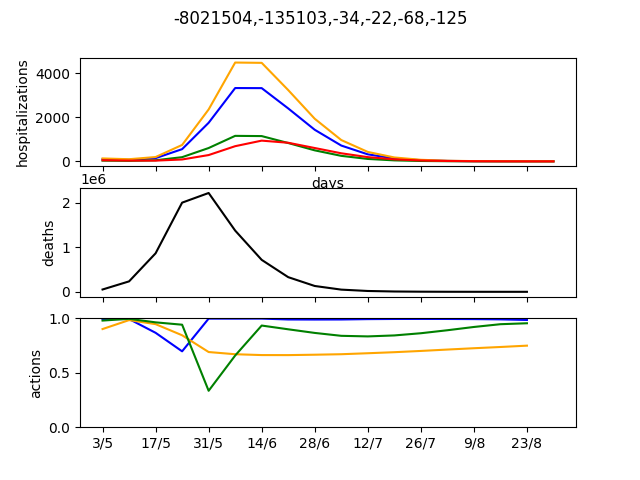 -8021504,-135103,-34,-22,-68,-125
hospitalizations
4000
2000
0
days
1e6
deaths
2
1
0
actions
1.0
0.5
0.0
3/5 17/5 31/5 14/6 28/6 12/7 26/7 9/8 23/8